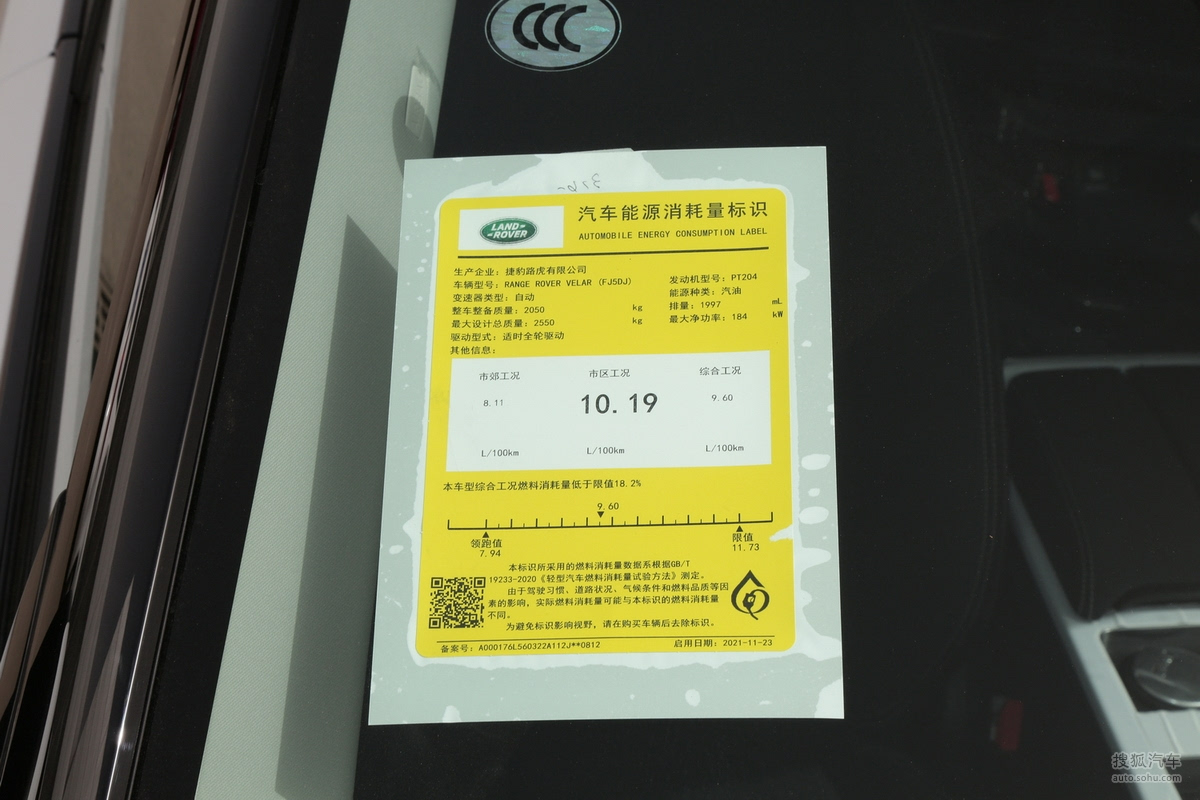 CCC
LAND-
-ROVER
汽车能源消耗量标识
AUTOMOBILE ENERGY CONSUMPTION LABEL
生产企业：捷豹路虎有限公司
车辆型号：RANGE ROVER VELAR (FJ5DJ)
发动机型号：PT204
变速器类型：自动
能源种类：汽油
整车整备质量：2050 kg
排量：1997 mL
最大设计总质量：2550 kg
最大净功率：184 kW
驱动型式：适时全轮驱动
其他信息：
市郊工况 市区工况 综合工况
8.11 10.19 9.60
L/100km L/100km L/100km
本车型综合工况燃料消耗量低于限值18.2%
9.60
领跑值 限值
7.94 11.73
本标识所采用的燃料消耗量数据系根据GB/T
19233-2020《轻型汽车燃料消耗量试验方法》测定。
由于驾驶习惯、道路状况、气候条件和燃料品质等因
素的影响，实际燃料消耗量可能与本标识的燃料消耗量
不同。
为避免标识影响视野，请在购买车辆后去除标识。
备案号：A000176L560322A112J**0812 启用日期：2021-11-23
搜狐汽车
auto.sohu.com